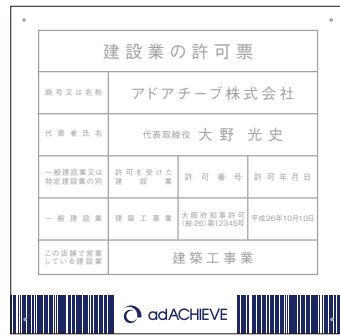 建設業の許可票
商号又は名称 アドアチーブ株式会社
代表者氏名 代表取締役 大野 光史
一般建設業又は
特定建設業の別
許可を受けた
建設業
許可番号
許可年月日
一般建設業
建築工事業
大阪府知事許可
(般-26)第12345号
平成26年10月10日
この店舗で営業
している建設業
建築工事業
adACHIEVE